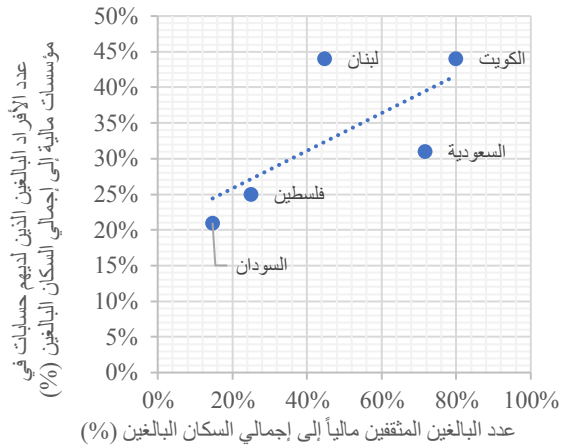 عدد الأفراد البالغين الذين لديهم حسابات في
مؤسسات مالية إلى إجمالي السكان البالغين (%)
50%
45%
40%
35%
30%
25%
20%
15%
10%
5%
0%
لبنان
الكويت
السعودية
فلسطين
السودان
0% 20% 40% 60% 80% 100%
عدد البالغين المثقفين مالياً إلى إجمالي السكان البالغين (%)